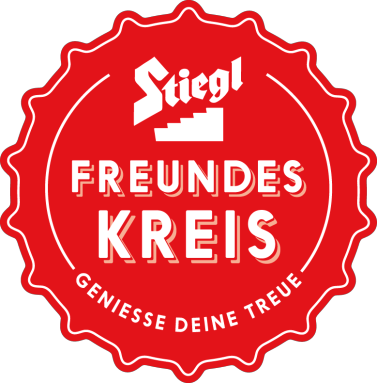 Stiegl
FREUNDES
KREIS
GENIESSE DEINE TREUE